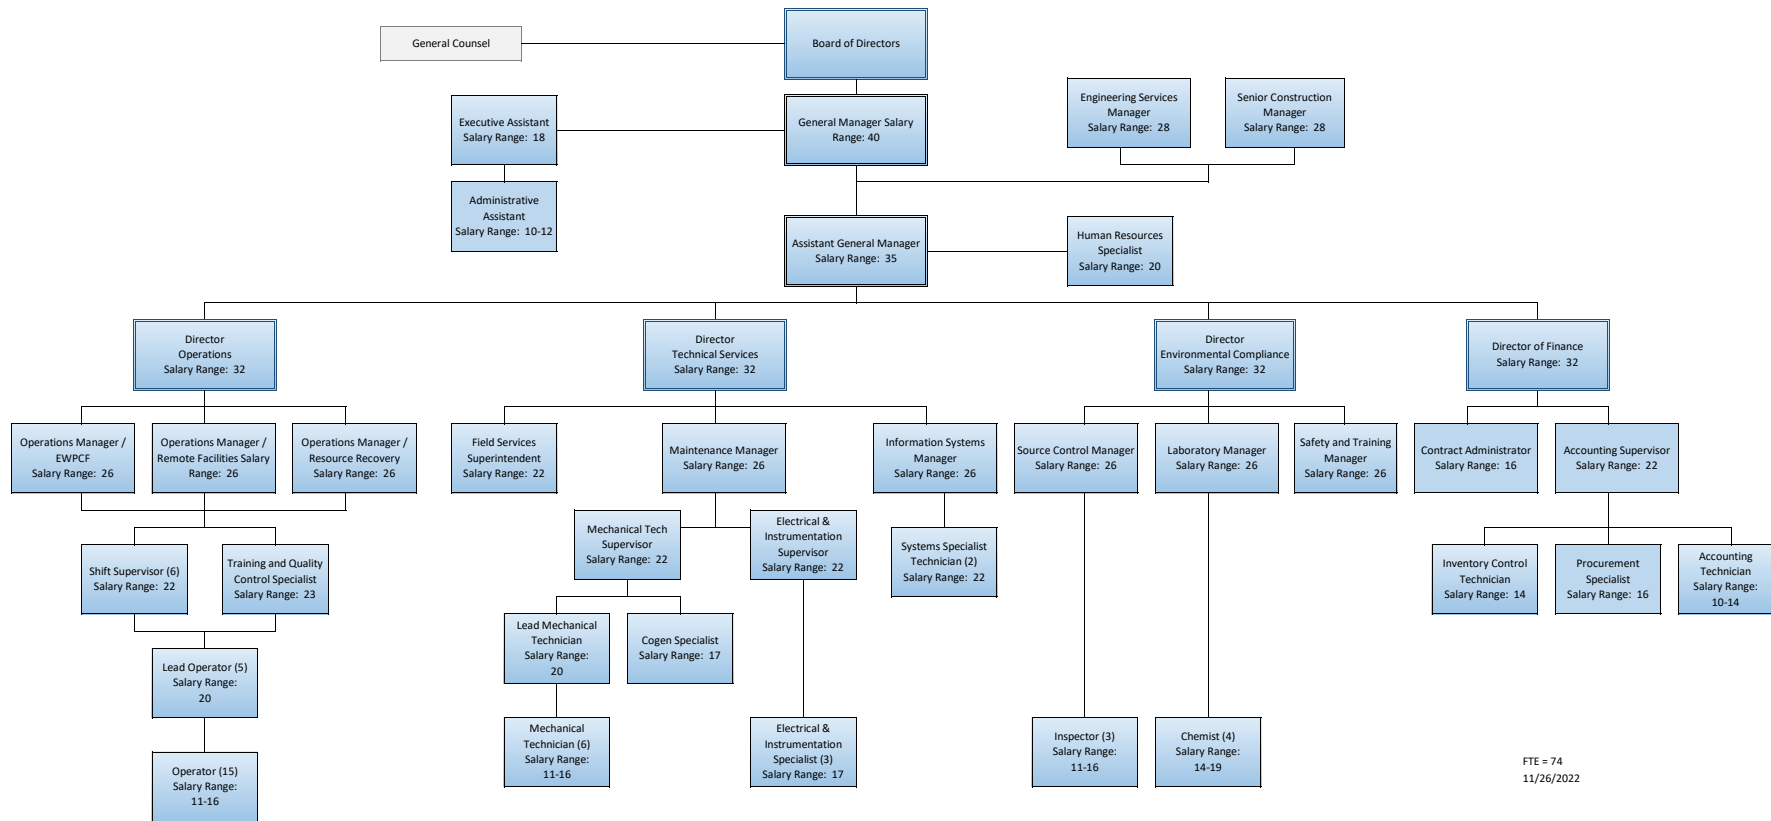 General Counsel
Board of Directors
Executive Assistant
Salary Range:  18
General Manager Salary
Range: 40
Engineering Services
Manager
Salary Range:  28
Senior Construction
Manager
Salary Range:  28
Administrative
Assistant
Salary Range:  10-12
Assistant General Manager
Salary Range:  35
Human Resources
Specialist
Salary Range:  20
Director
Operations
Salary Range:  32
Director
Technical Services
Salary Range:  32
Director
Environmental Compliance
Salary Range:  32
Director of Finance
Salary Range:  32
Operations Manager /
EWPCF
Salary Range:  26
Operations Manager /
Remote Facilities Salary
Range:  26
Operations Manager /
Resource Recovery
Salary Range:  26
Field Services
Superintendent
Salary Range:  22
Maintenance Manager
Salary Range:  26
Information Systems
Manager
Salary Range:  26
Source Control Manager
Salary Range:  26
Laboratory Manager
Salary Range:  26
Safety and Training
Manager
Salary Range:  26
Contract Administrator
Salary Range:  16
Accounting Supervisor
Salary Range:  22
Shift Supervisor (6)
Salary Range:  22
Training and Quality
Control Specialist
Salary Range:  23
Mechanical Tech
Supervisor
Salary Range:  22
Electrical &
Instrumentation
Supervisor
Salary Range:  22
Systems Specialist
Technician (2)
Salary Range:  22
Inventory Control
Technician
Salary Range:  14
Procurement
Specialist
Salary Range:  16
Accounting
Technician
Salary Range:
10-14
Lead Operator (5)
Salary Range:
20
Lead Mechanical
Technician
Salary Range:
20
Cogen Specialist
Salary Range:  17
Operator (15)
Salary Range:
11-16
Mechanical
Technician (6)
Salary Range:
11-16
Electrical &
Instrumentation
Specialist (3)
Salary Range:  17
Inspector (3)
Salary Range:
11-16
Chemist (4)
Salary Range:
14-19
FTE = 74
11/26/2022